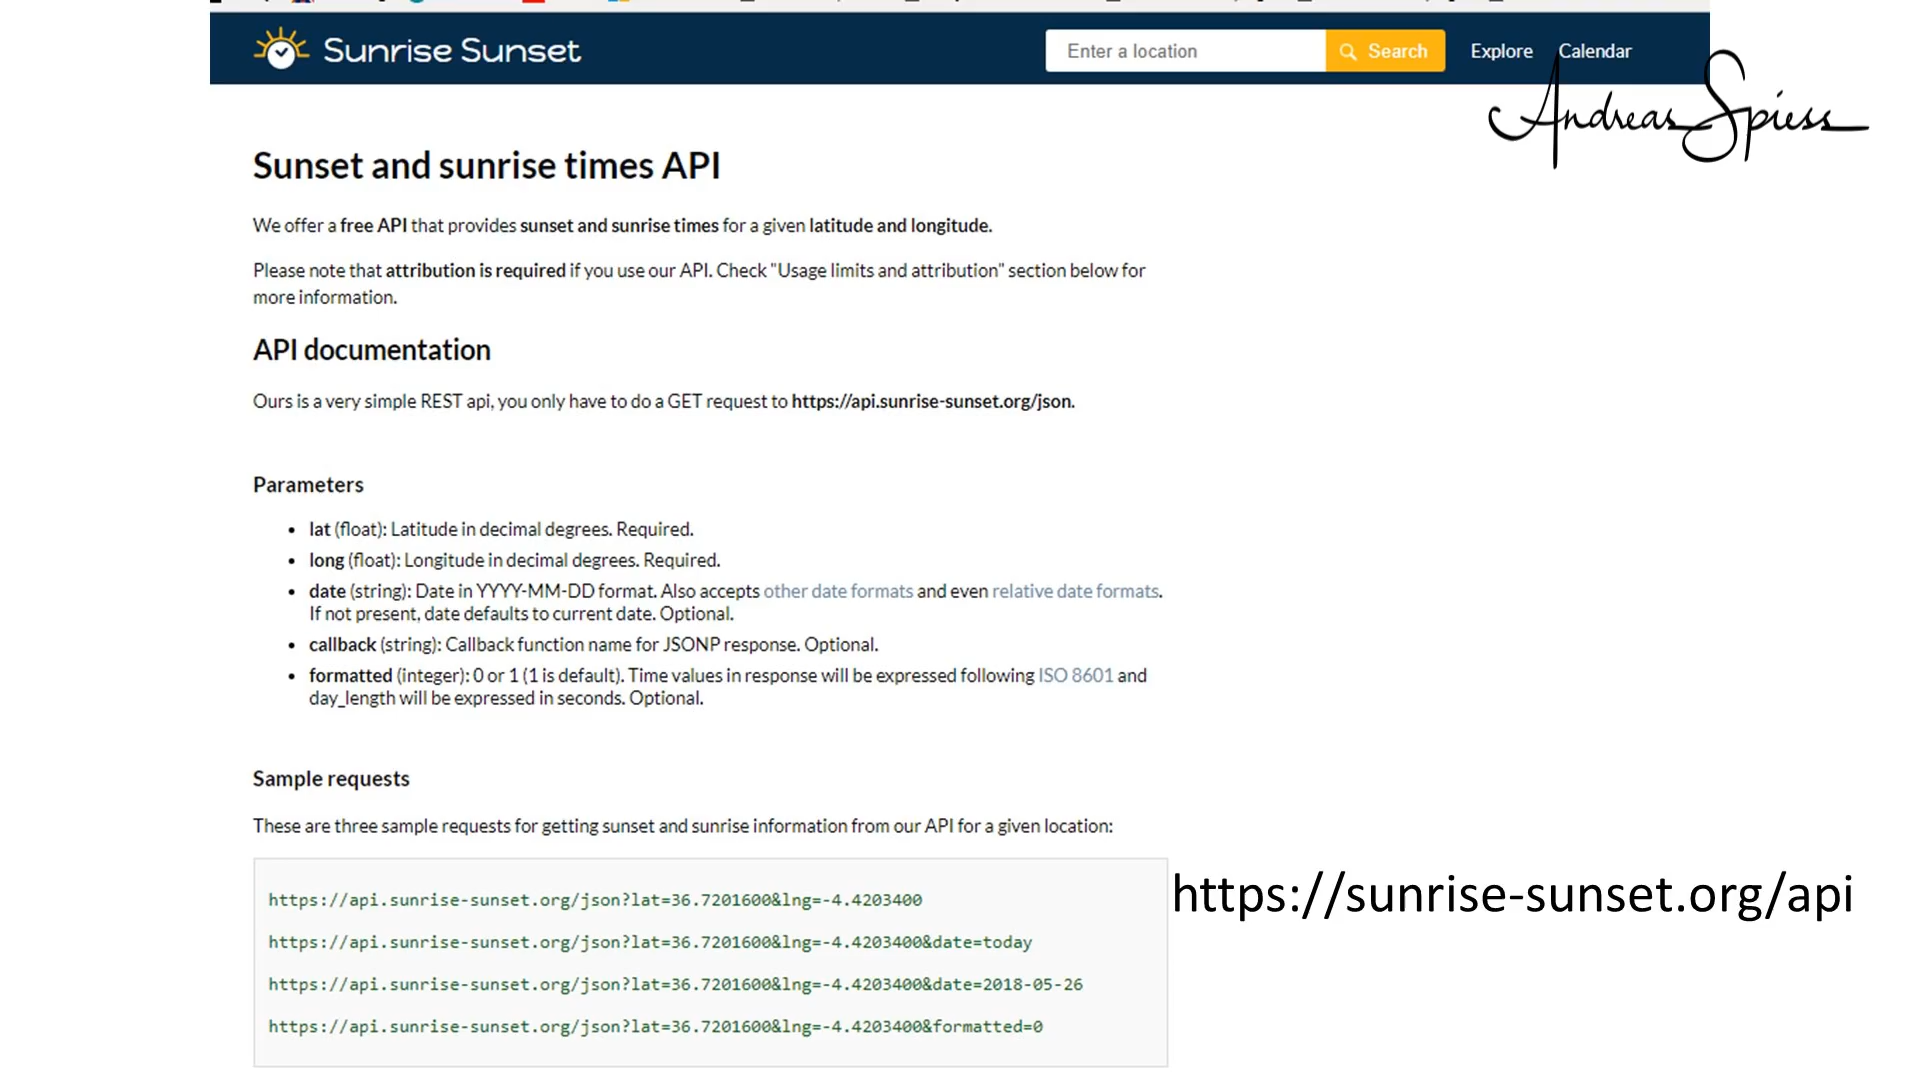 Sunrise Sunset
Enter a location
Search
Explore
Calendar
Andreas Spiess
Sunset and sunrise times API
We offer a free API that provides sunset and sunrise times for a given latitude and longitude.
Please note that attribution is required if you use our API. Check "Usage limits and attribution" section below for
more information.
API documentation
Ours is a very simple REST api, you only have to do a GET request to https://api.sunrise-sunset.org/json.
Parameters
• lat (float): Latitude in decimal degrees. Required.
• long (float): Longitude in decimal degrees. Required.
• date (string): Date in YYYY-MM-DD format. Also accepts other date formats and even relative date formats.
If not present, date defaults to current date. Optional.
• callback (string): Callback function name for JSONP response. Optional.
• formatted (integer): 0 or 1 (1 is default). Time values in response will be expressed following ISO 8601 and
day_length will be expressed in seconds. Optional.
Sample requests
These are three sample requests for getting sunset and sunrise information from our API for a given location:
https://api.sunrise-sunset.org/json?lat=36.7201600&lng=-4.4203400
https://api.sunrise-sunset.org/json?lat=36.7201600&lng=-4.4203400&date=today
https://api.sunrise-sunset.org/json?lat=36.7201600&lng=-4.4203400&date=2018-05-26
https://api.sunrise-sunset.org/json?lat=36.7201600&lng=-4.4203400&formatted=0
https://sunrise-sunset.org/api